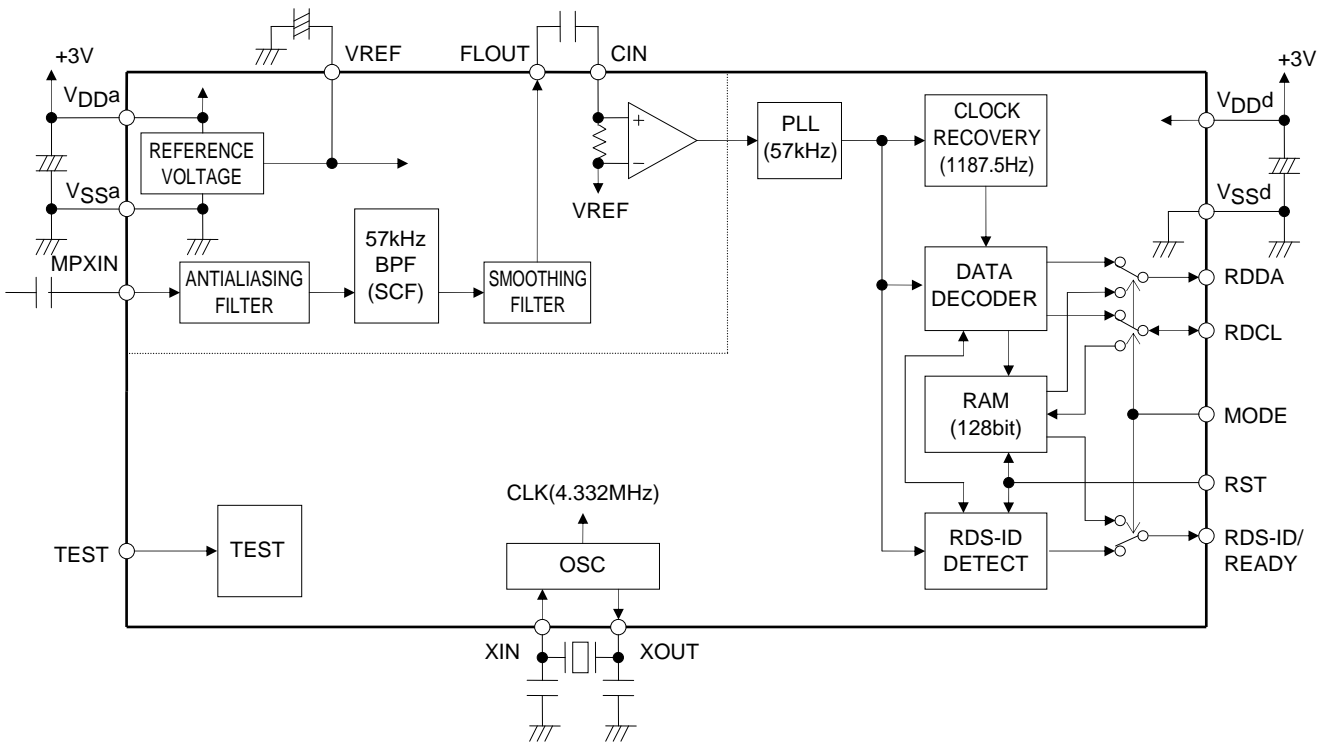 VREF
FLOUT
CIN
+3V
+3V
VDDa
VDDd
REFERENCE
VOLTAGE
+
−
VREF
PLL
(57kHz)
CLOCK
RECOVERY
(1187.5Hz)
VSSa
VSSd
MPXIN
ANTIALIASING
FILTER
57kHz
BPF
(SCF)
SMOOTHING
FILTER
DATA
DECODER
RDDA
RDCL
RAM
(128bit)
MODE
RST
CLK(4.332MHz)
TEST
TEST
OSC
RDS-ID
DETECT
RDS-ID/
READY
XIN
XOUT